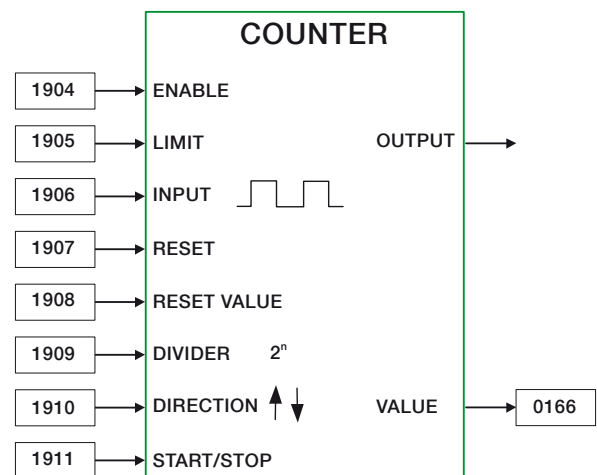 COUNTER
1904 ENABLE
1905 LIMIT OUTPUT
1906 INPUT
1907 RESET
1908 RESET VALUE
1909 DIVIDER 2ⁿ
1910 DIRECTION VALUE 0166
1911 START/STOP